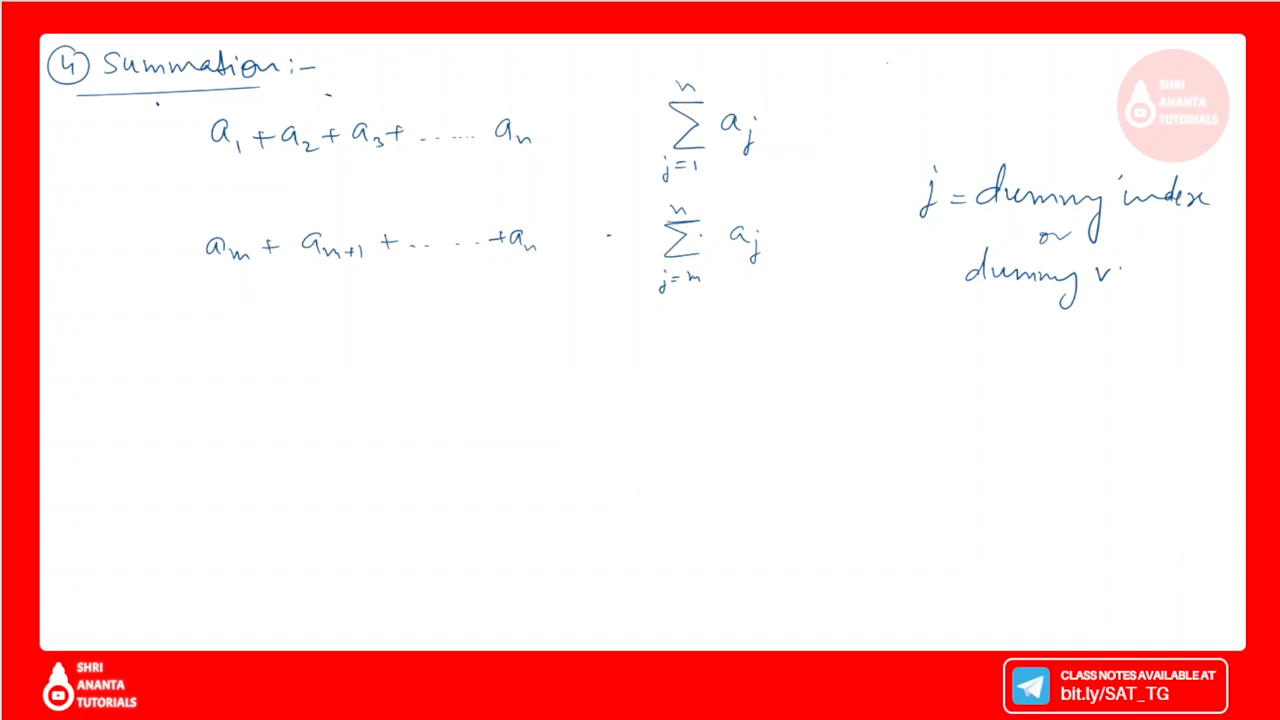 ④ Summation :-
a₁ + a₂ + a₃ + ...... aₙ
n
∑ aⱼ
j=1
aₘ + aₙ₊₁ + ..... + aₙ
n
∑ aⱼ
j=m
j = dummy index
or
dummy v
SHRI
ANANTA
TUTORIALS
SHRI
ANANTA
TUTORIALS
CLASS NOTES AVAILABLE AT
bit.ly/SAT_TG